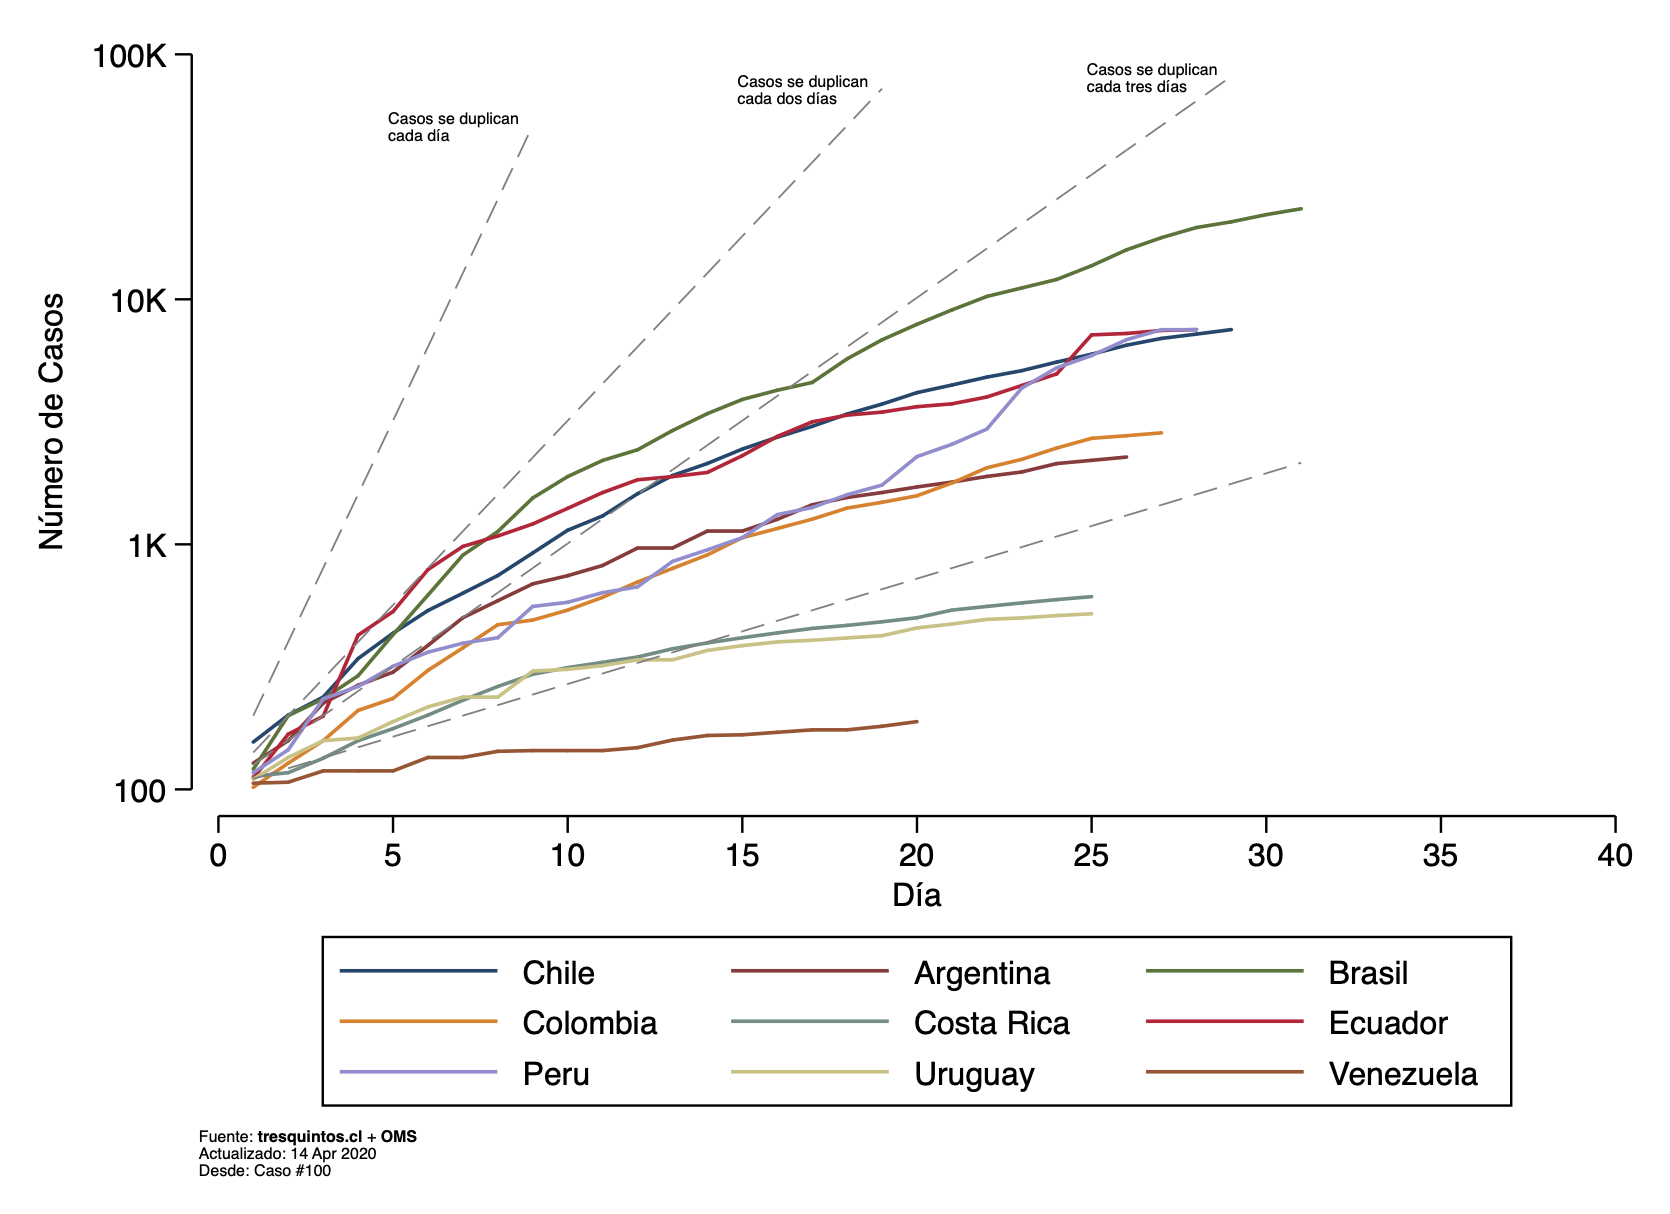 100K
10K
1K
100
Número de Casos
Casos se duplican
cada día
Casos se duplican
cada dos días
Casos se duplican
cada tres días
0 5 10 15 20 25 30 35 40
Día
Chile Argentina Brasil
Colombia Costa Rica Ecuador
Peru Uruguay Venezuela
Fuente: tresquintos.cl + OMS
Actualizado: 14 Apr 2020
Desde: Caso #100